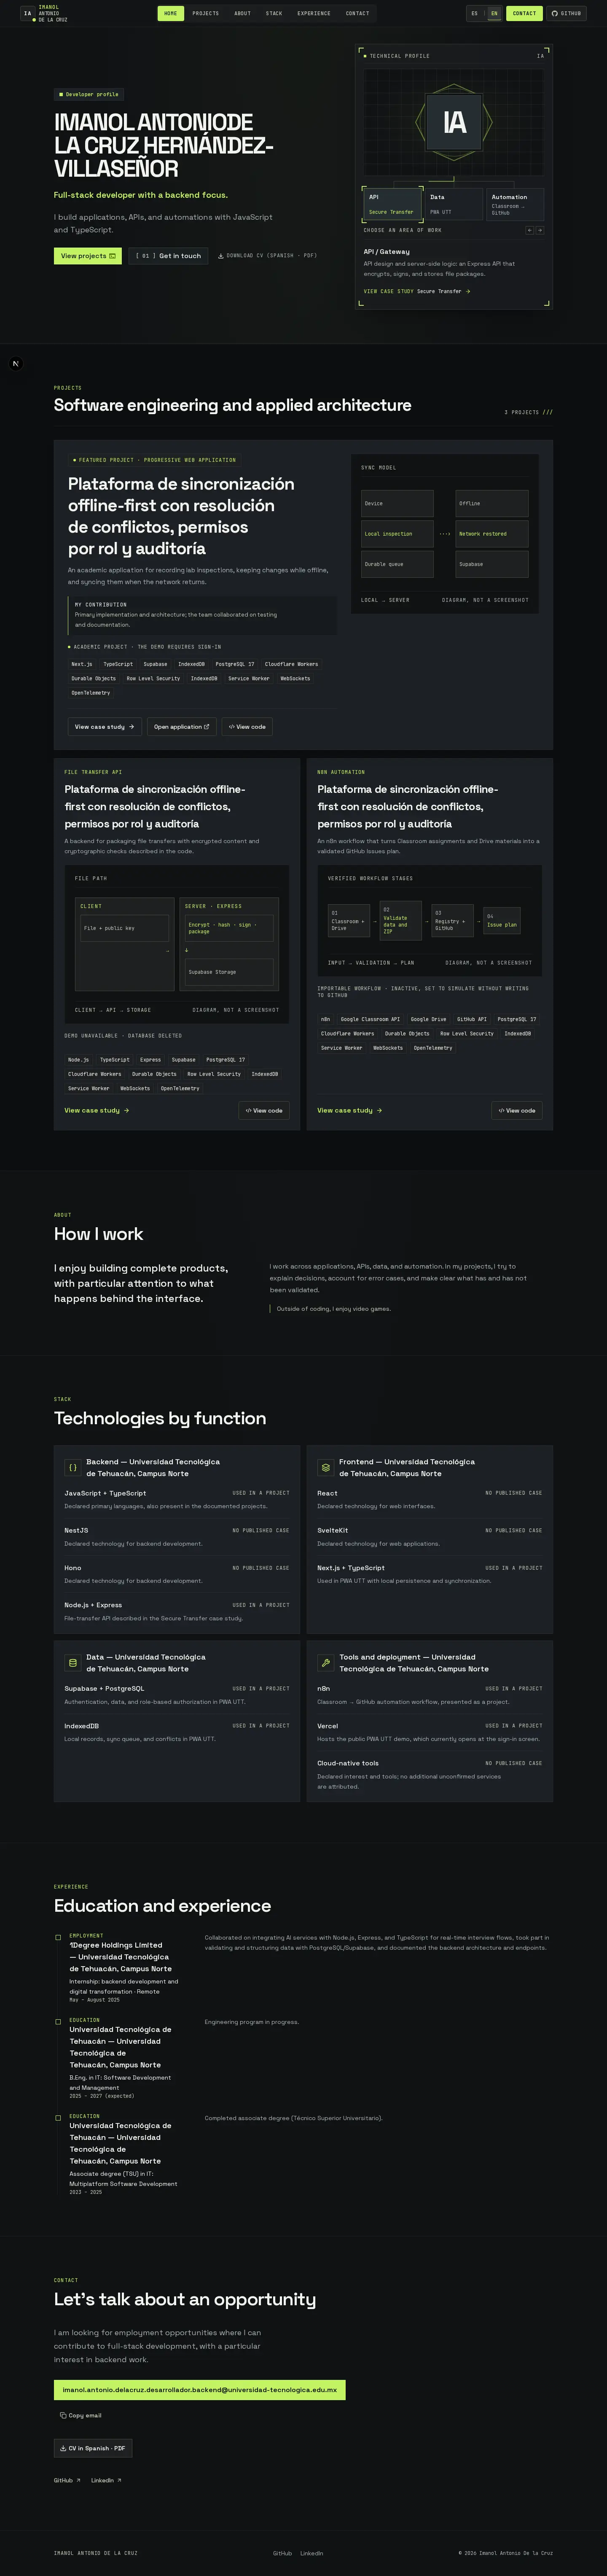 IA
IMANOL
ANTONIO
DE LA CRUZ
HOME
PROJECTS
ABOUT
STACK
EXPERIENCE
CONTACT
ES
EN
CONTACT
GITHUB
Developer profile
IMANOL ANTONIODE
LA CRUZ HERNÁNDEZ-
VILLASEÑOR
Full-stack developer with a backend focus.
I build applications, APIs, and automations with JavaScript
and TypeScript.
View projects
[ 01 ] Get in touch
DOWNLOAD CV (SPANISH · PDF)
TECHNICAL PROFILE
IA
IA
API
Secure Transfer
Data
PWA UTT
Automation
Classroom →
GitHub
CHOOSE AN AREA OF WORK
← →
API / Gateway
API design and server-side logic: an Express API that
encrypts, signs, and stores file packages.
VIEW CASE STUDY Secure Transfer →
N
PROJECTS
Software engineering and applied architecture
3 PROJECTS ///
FEATURED PROJECT · PROGRESSIVE WEB APPLICATION
Plataforma de sincronización
offline-first con resolución
de conflictos, permisos
por rol y auditoría
An academic application for recording lab inspections, keeping changes while offline,
and syncing them when the network returns.
MY CONTRIBUTION
Primary implementation and architecture; the team collaborated on testing
and documentation.
ACADEMIC PROJECT · THE DEMO REQUIRES SIGN-IN
Next.js TypeScript Supabase IndexedDB PostgreSQL 17 Cloudflare Workers
Durable Objects Row Level Security IndexedDB Service Worker WebSockets
OpenTelemetry
View case study →
Open application
View code
SYNC MODEL
Device
Offline
Local inspection
Network restored
Durable queue
Supabase
LOCAL → SERVER
DIAGRAM, NOT A SCREENSHOT
FILE TRANSFER API
Plataforma de sincronización offline-
first con resolución de conflictos,
permisos por rol y auditoría
A backend for packaging file transfers with encrypted content and
cryptographic checks described in the code.
FILE PATH
CLIENT
File + public key
→
SERVER · EXPRESS
Encrypt · hash · sign ·
package
↓
Supabase Storage
CLIENT → API → STORAGE
DIAGRAM, NOT A SCREENSHOT
DEMO UNAVAILABLE · DATABASE DELETED
Node.js TypeScript Express Supabase PostgreSQL 17
Cloudflare Workers Durable Objects Row Level Security IndexedDB
Service Worker WebSockets OpenTelemetry
View case study →
View code
N8N AUTOMATION
Plataforma de sincronización offline-
first con resolución de conflictos,
permisos por rol y auditoría
An n8n workflow that turns Classroom assignments and Drive materials into a
validated GitHub Issues plan.
VERIFIED WORKFLOW STAGES
01
Classroom +
Drive
→
02
Validate
data and
ZIP
→
03
Registry +
GitHub
→
04
Issue plan
INPUT → VALIDATION → PLAN
DIAGRAM, NOT A SCREENSHOT
IMPORTABLE WORKFLOW · INACTIVE, SET TO SIMULATE WITHOUT WRITING
TO GITHUB
n8n Google Classroom API Google Drive GitHub API PostgreSQL 17
Cloudflare Workers Durable Objects Row Level Security IndexedDB
Service Worker WebSockets OpenTelemetry
View case study →
View code
ABOUT
How I work
I enjoy building complete products,
with particular attention to what
happens behind the interface.
I work across applications, APIs, data, and automation. In my projects, I try to
explain decisions, account for error cases, and make clear what has and has not
been validated.
Outside of coding, I enjoy video games.
STACK
Technologies by function
Backend — Universidad Tecnológica
de Tehuacán, Campus Norte
JavaScript + TypeScript
USED IN A PROJECT
Declared primary languages, also present in the documented projects.
NestJS
NO PUBLISHED CASE
Declared technology for backend development.
Hono
NO PUBLISHED CASE
Declared technology for backend development.
Node.js + Express
USED IN A PROJECT
File-transfer API described in the Secure Transfer case study.
Frontend — Universidad Tecnológica
de Tehuacán, Campus Norte
React
NO PUBLISHED CASE
Declared technology for web interfaces.
SvelteKit
NO PUBLISHED CASE
Declared technology for web applications.
Next.js + TypeScript
USED IN A PROJECT
Used in PWA UTT with local persistence and synchronization.
Data — Universidad Tecnológica
de Tehuacán, Campus Norte
Supabase + PostgreSQL
USED IN A PROJECT
Authentication, data, and role-based authorization in PWA UTT.
IndexedDB
USED IN A PROJECT
Local records, sync queue, and conflicts in PWA UTT.
Tools and deployment — Universidad
Tecnológica de Tehuacán, Campus Norte
n8n
USED IN A PROJECT
Classroom → GitHub automation workflow, presented as a project.
Vercel
USED IN A PROJECT
Hosts the public PWA UTT demo, which currently opens at the sign-in screen.
Cloud-native tools
NO PUBLISHED CASE
Declared interest and tools; no additional unconfirmed services
are attributed.
EXPERIENCE
Education and experience
EMPLOYMENT
1Degree Holdings Limited
— Universidad Tecnológica
de Tehuacán, Campus Norte
Internship: backend development and
digital transformation · Remote
May – August 2025
Collaborated on integrating AI services with Node.js, Express, and TypeScript for real-time interview flows, took part in
validating and structuring data with PostgreSQL/Supabase, and documented the backend architecture and endpoints.
EDUCATION
Universidad Tecnológica de
Tehuacán — Universidad
Tecnológica de
Tehuacán, Campus Norte
B.Eng. in IT: Software Development
and Management
2025 – 2027 (expected)
Engineering program in progress.
EDUCATION
Universidad Tecnológica de
Tehuacán — Universidad
Tecnológica de
Tehuacán, Campus Norte
Associate degree (TSU) in IT:
Multiplatform Software Development
2023 – 2025
Completed associate degree (Técnico Superior Universitario).
CONTACT
Let's talk about an opportunity
I am looking for employment opportunities where I can
contribute to full-stack development, with a particular
interest in backend work.
imanol.antonio.delacruz.desarrollador.backend@universidad-tecnologica.edu.mx
Copy email
CV in Spanish · PDF
GitHub ↗ LinkedIn ↗
IMANOL ANTONIO DE LA CRUZ
GitHub LinkedIn
© 2026 Imanol Antonio De la Cruz